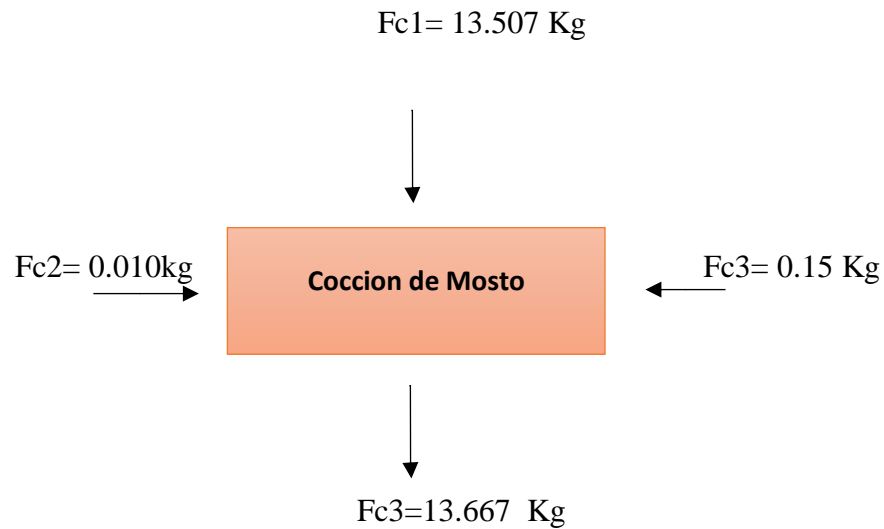 Fc1= 13.507 Kg
Fc2= 0.010kg
Coccion de Mosto
Fc3= 0.15 Kg
Fc3=13.667 Kg